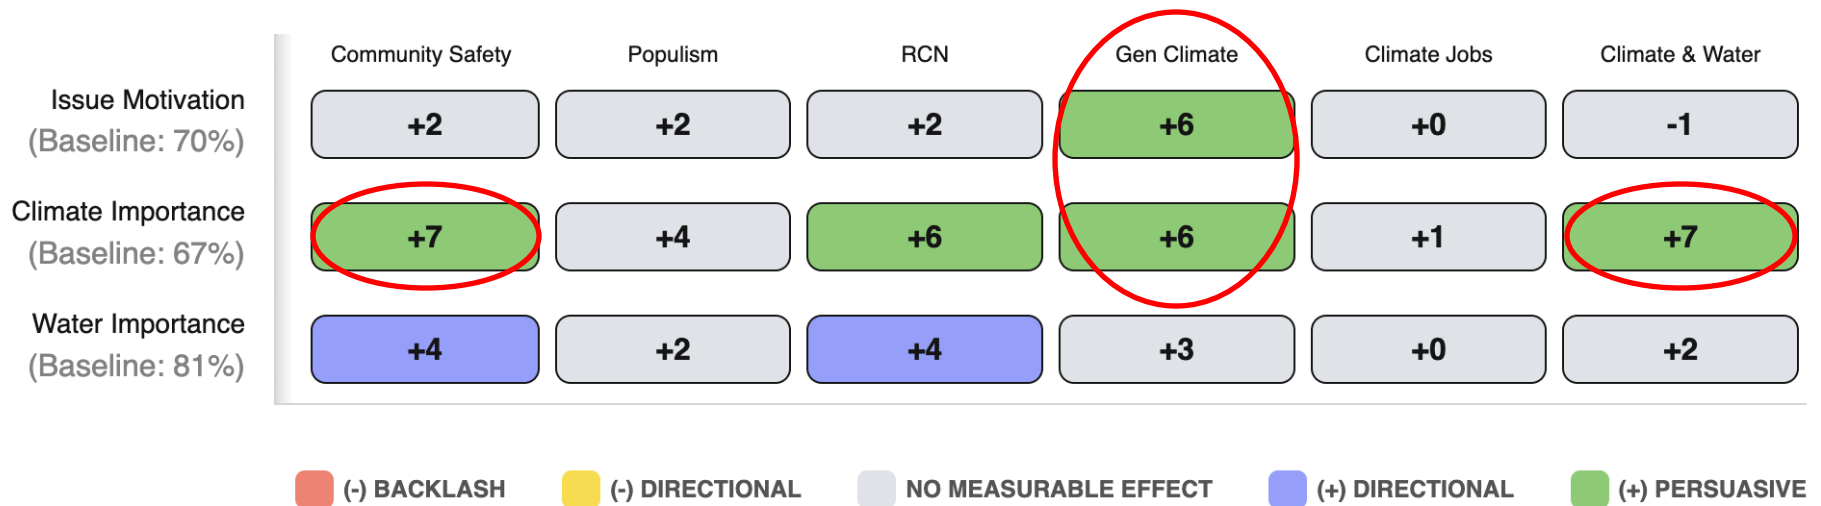 Community Safety Populism RCN Gen Climate Climate Jobs Climate & Water
Issue Motivation
(Baseline: 70%)
+2 +2 +2 +6 +0 -1
Climate Importance
(Baseline: 67%)
+7 +4 +6 +6 +1 +7
Water Importance
(Baseline: 81%)
+4 +2 +4 +3 +0 +2
(-) BACKLASH (-) DIRECTIONAL NO MEASURABLE EFFECT (+) DIRECTIONAL (+) PERSUASIVE